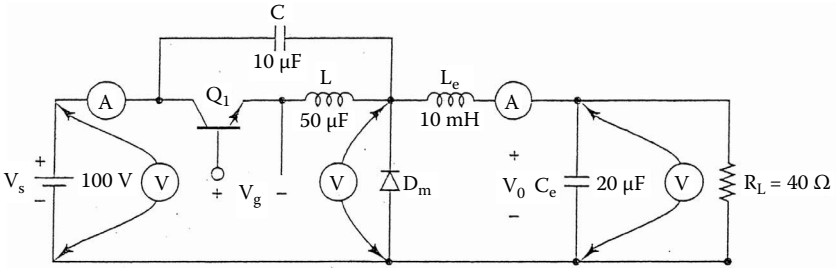 C
10 μF
A
Q1
L
50 μF
Le
10 mH
A
+
Vs
−
100 V
V
+
Vg
−
V
Dm
+
V0
−
Ce
20 μF
V
RL = 40 Ω